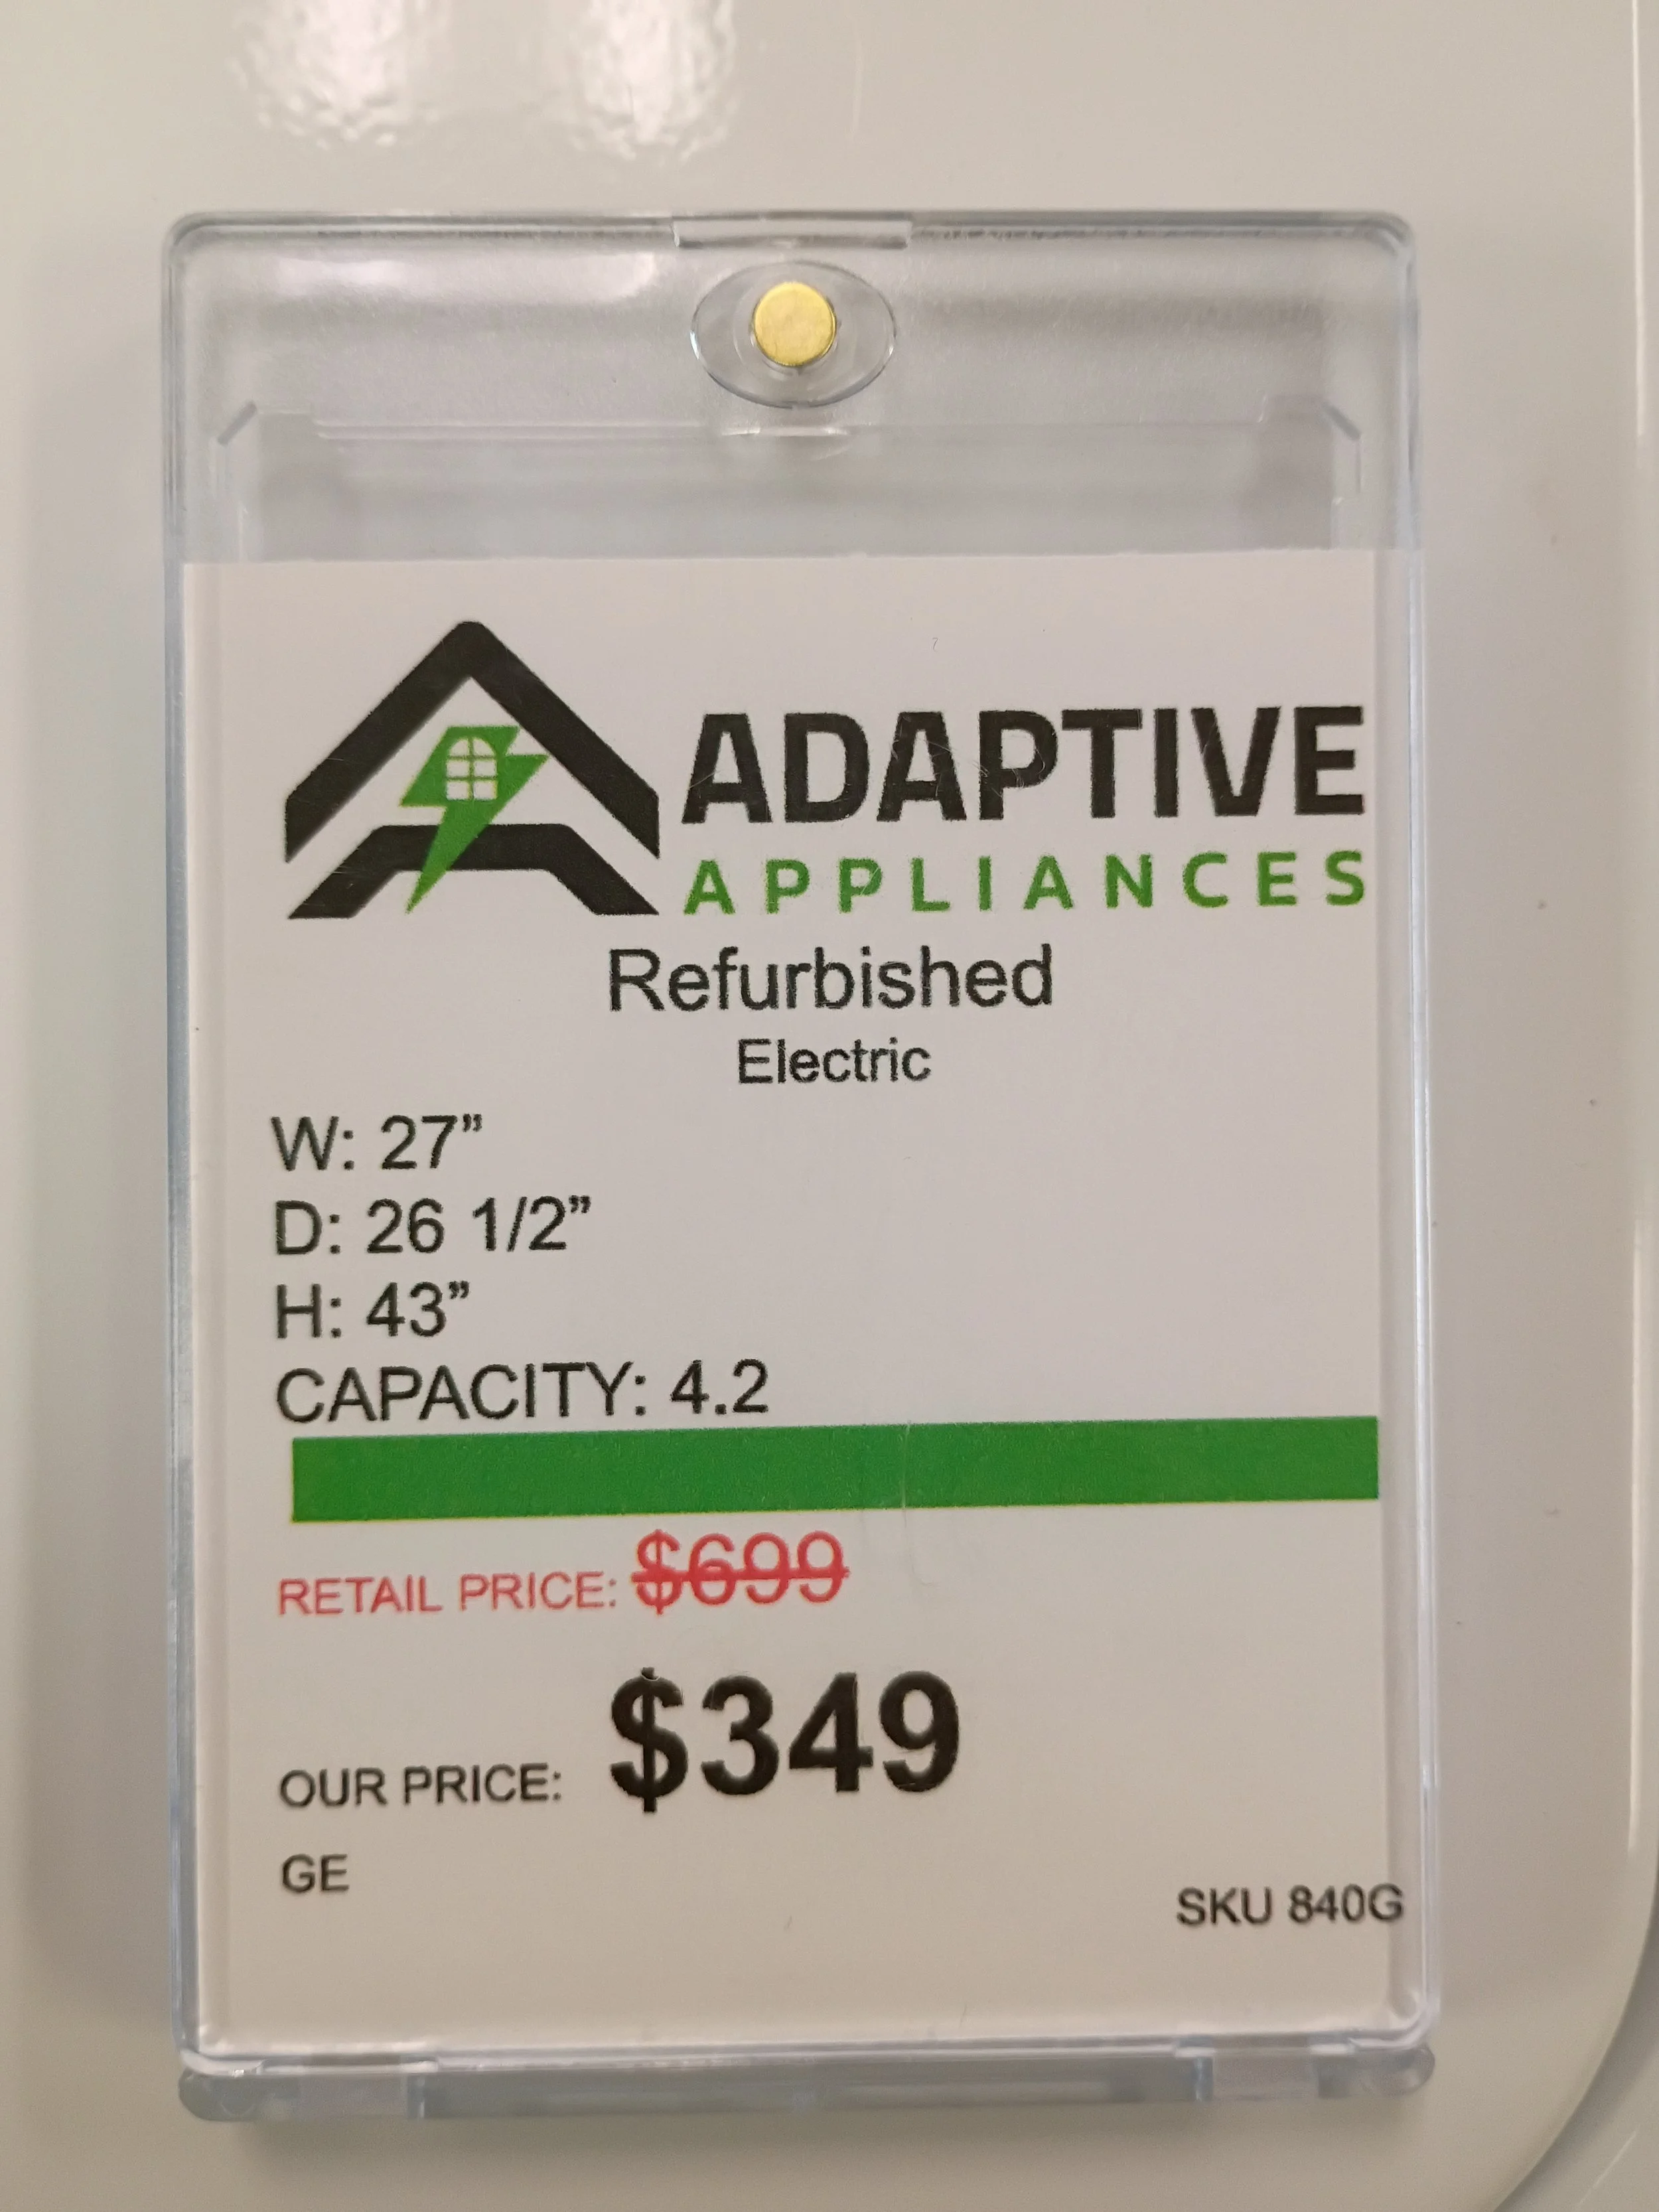 ADAPTIVE
APPLIANCES
Refurbished
Electric
W: 27”
D: 26 1/2”
H: 43”
CAPACITY: 4.2
RETAIL PRICE: $699
OUR PRICE: $349
GE
SKU 840G